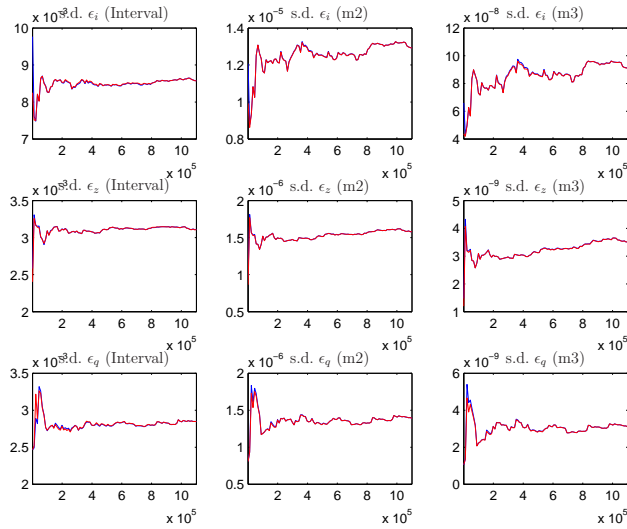 x 10⁻³ s.d. ϵᵢ (Interval)
10
9
8
7
2 4 6 8 10
x 10⁵
x 10⁻⁵ s.d. ϵᵢ (m2)
1.4
1.2
1
0.8
2 4 6 8 10
x 10⁵
x 10⁻⁸ s.d. ϵᵢ (m3)
10
8
6
4
2 4 6 8 10
x 10⁵
x 10⁻³ s.d. ϵ_z (Interval)
3.5
3
2.5
2
2 4 6 8 10
x 10⁵
x 10⁻⁶ s.d. ϵ_z (m2)
2
1.5
1
0.5
2 4 6 8 10
x 10⁵
x 10⁻⁹ s.d. ϵ_z (m3)
5
4
3
2
1
2 4 6 8 10
x 10⁵
x 10⁻³ s.d. ϵ_q (Interval)
3.5
3
2.5
2
2 4 6 8 10
x 10⁵
x 10⁻⁶ s.d. ϵ_q (m2)
2
1.5
1
0.5
2 4 6 8 10
x 10⁵
x 10⁻⁹ s.d. ϵ_q (m3)
6
4
2
0
2 4 6 8 10
x 10⁵